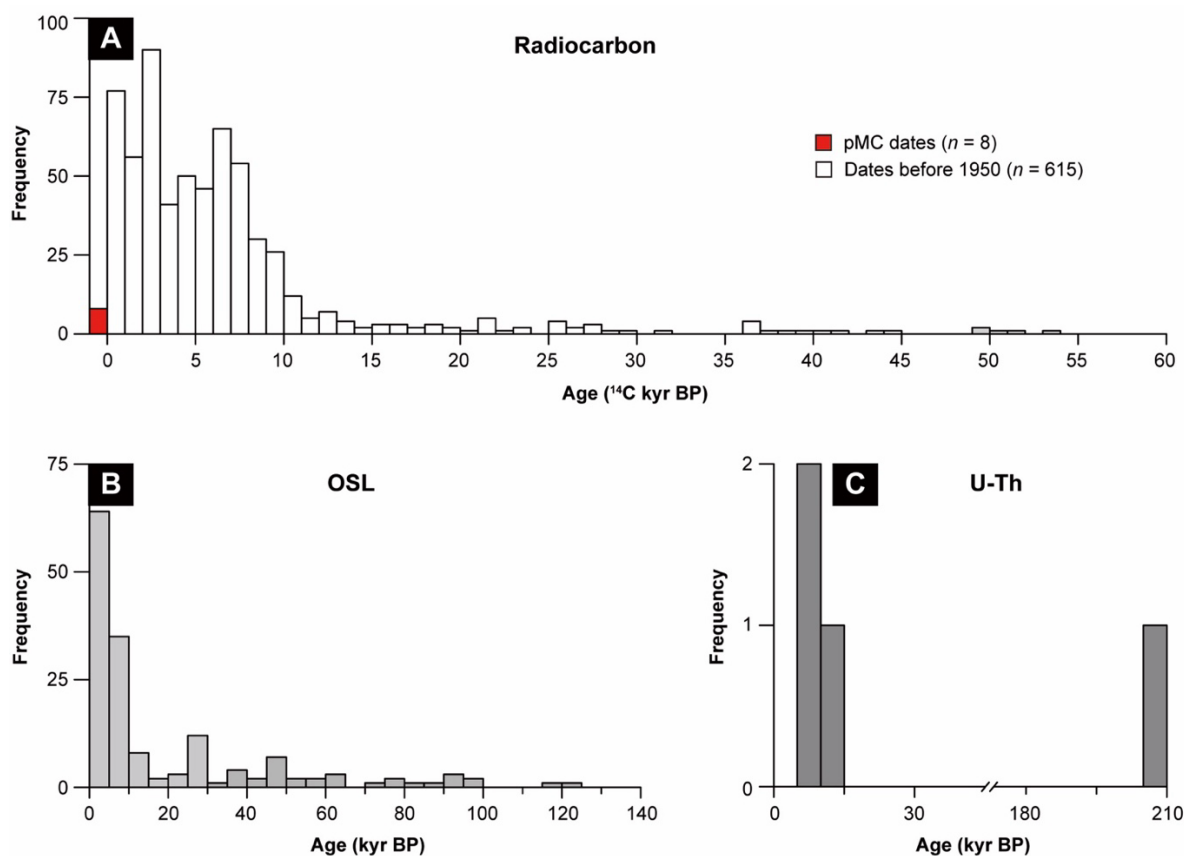 A
Radiocarbon
100
75
50
25
0
Frequency
pMC dates (n = 8)
Dates before 1950 (n = 615)
0 5 10 15 20 25 30 35 40 45 50 55 60
Age (¹⁴C kyr BP)
B
OSL
75
50
25
0
Frequency
0 20 40 60 80 100 120 140
Age (kyr BP)
C
U-Th
2
1
0
Frequency
0 30 180 210
Age (kyr BP)